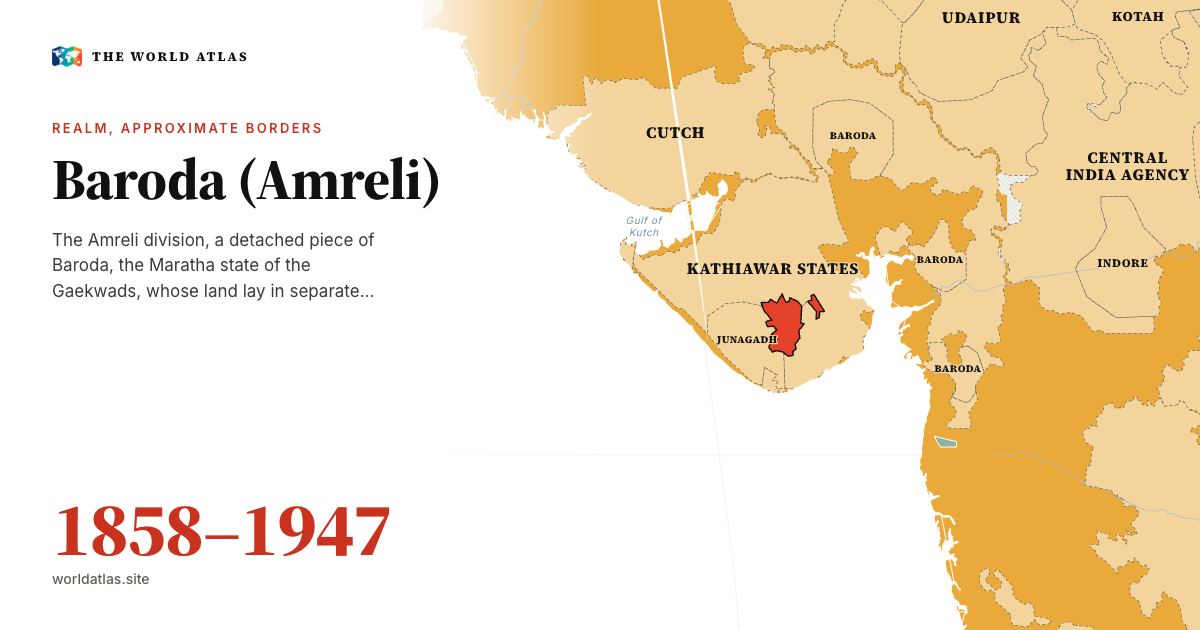 THE WORLD ATLAS
REALM, APPROXIMATE BORDERS
Baroda (Amreli)
The Amreli division, a detached piece of
Baroda, the Maratha state of the
Gaekwads, whose land lay in separate…
1858–1947
worldatlas.site
UDAIPUR
KOTAH
CUTCH
BARODA
CENTRAL
INDIA AGENCY
Gulf of
Kutch
KATHIAWAR STATES
BARODA
INDORE
JUNAGADH
BARODA